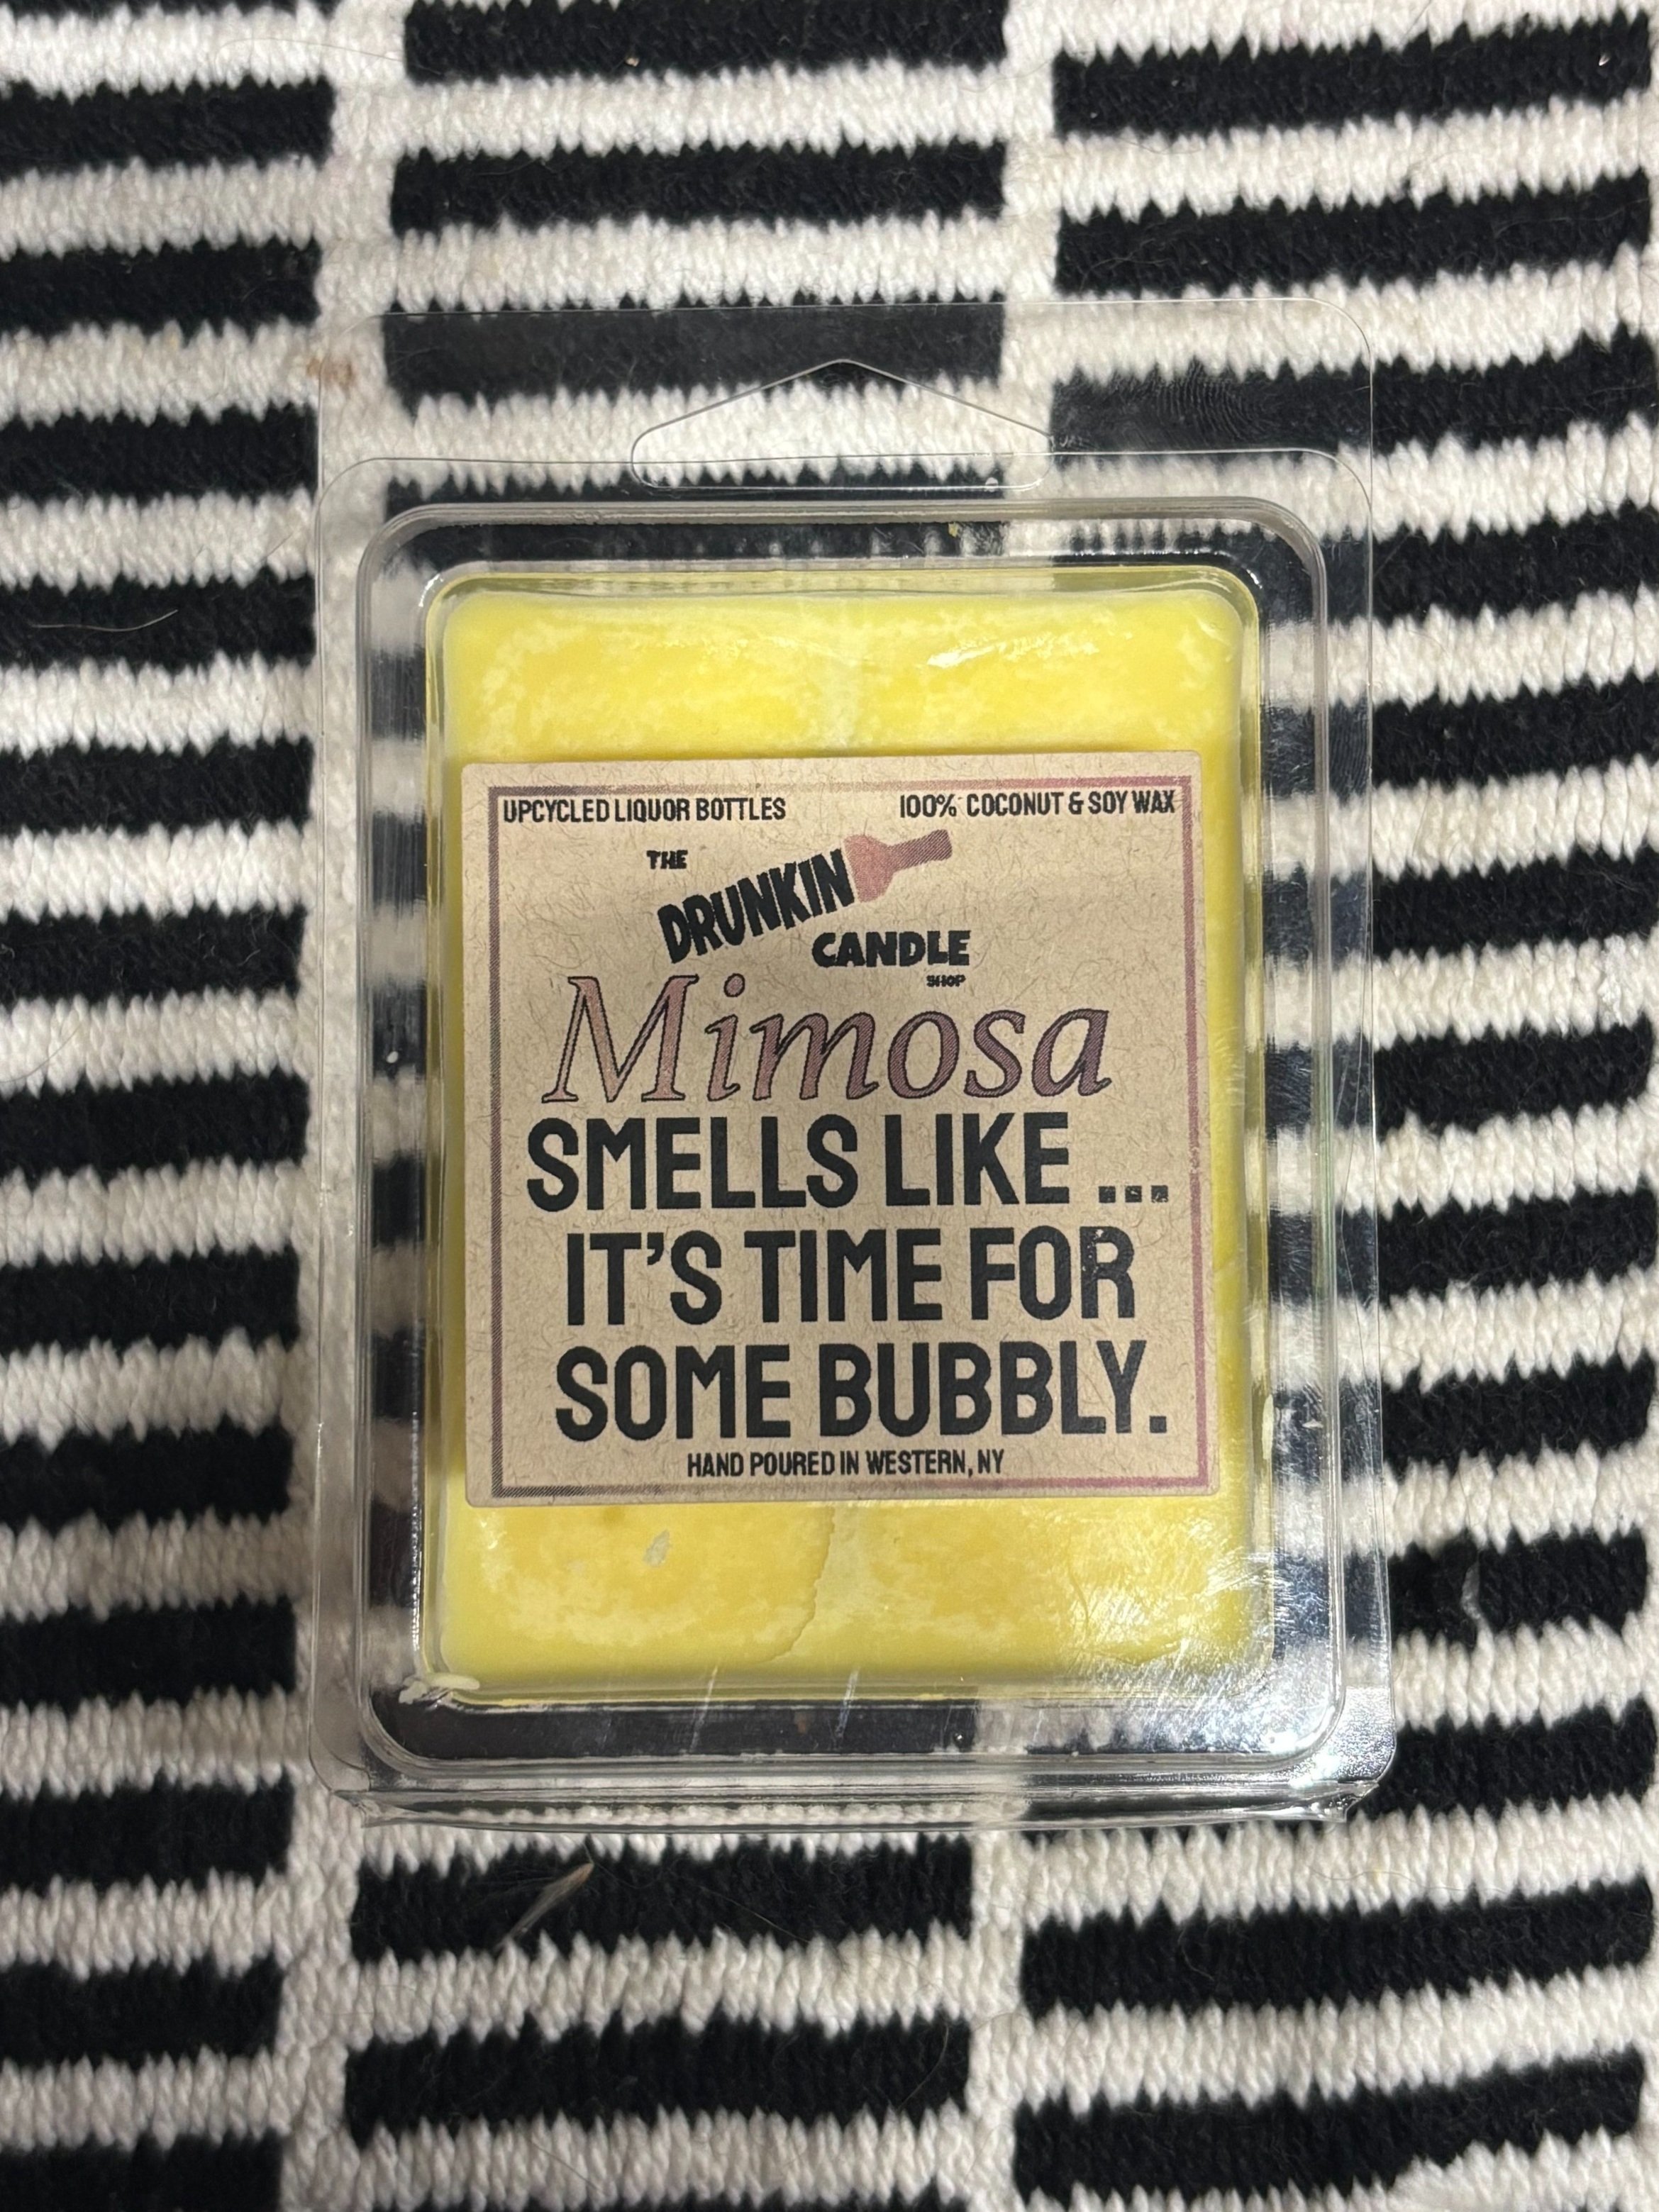 UPCYCLED LIQUOR BOTTLES
100% COCONUT & SOY WAX
THE
DRUNKIN
CANDLE
SHOP
Mimosa
SMELLS LIKE ...
IT'S TIME FOR
SOME BUBBLY.
HAND POURED IN WESTERN, NY